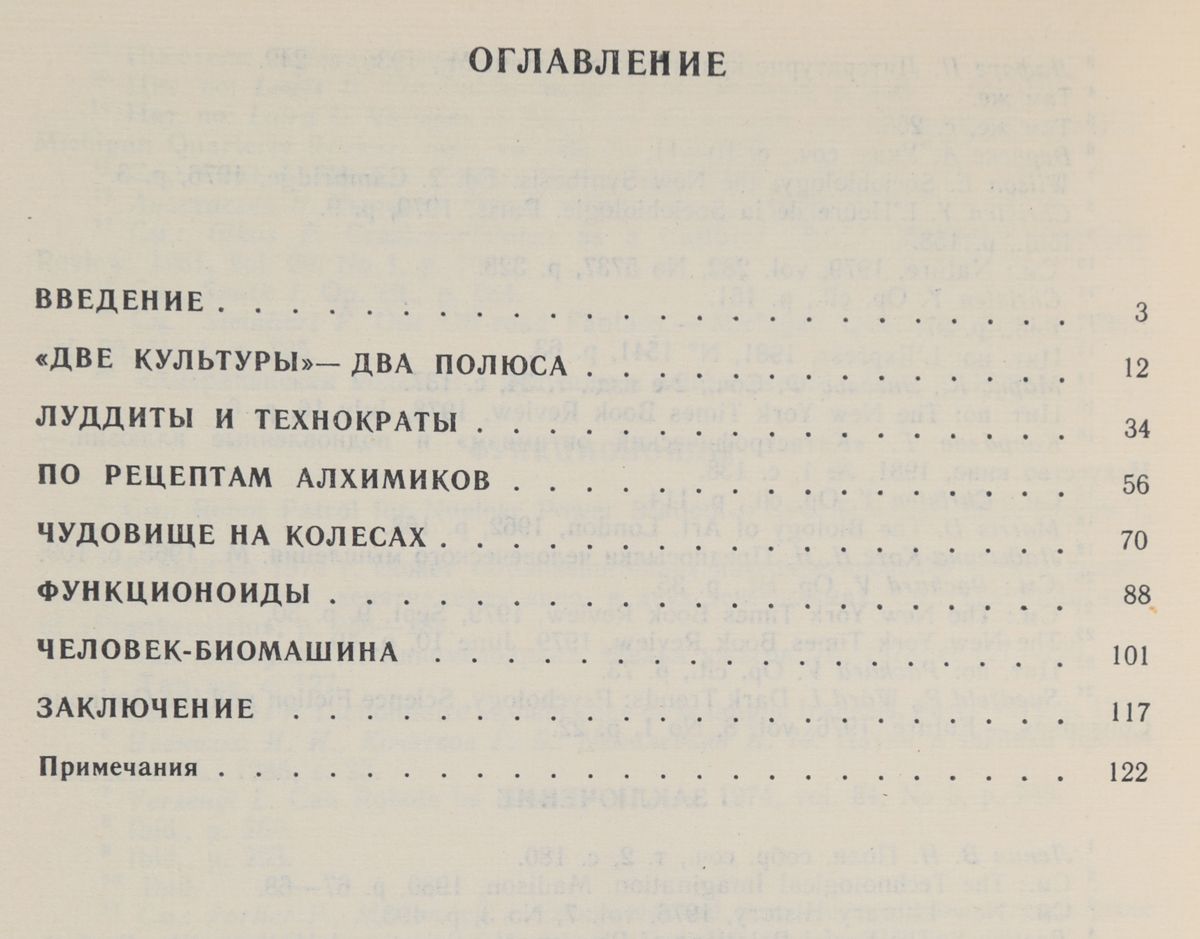 ОГЛАВЛЕНИЕ
ВВЕДЕНИЕ . . . . . . . . . . . . . . . . . . . . 3
«ДВЕ КУЛЬТУРЫ»— ДВА ПОЛЮСА . . . . . . . . . . . . . 12
ЛУДДИТЫ И ТЕХНОКРАТЫ . . . . . . . . . . . . . . . . 34
ПО РЕЦЕПТАМ АЛХИМИКОВ . . . . . . . . . . . . . . . 56
ЧУДОВИЩЕ НА КОЛЕСАХ . . . . . . . . . . . . . . . . . 70
ФУНКЦИОНОИДЫ . . . . . . . . . . . . . . . . . . . . 88
ЧЕЛОВЕК-БИОМАШИНА . . . . . . . . . . . . . . . . . 101
ЗАКЛЮЧЕНИЕ . . . . . . . . . . . . . . . . . . . . 117
Примечания . . . . . . . . . . . . . . . . . . . . . 122